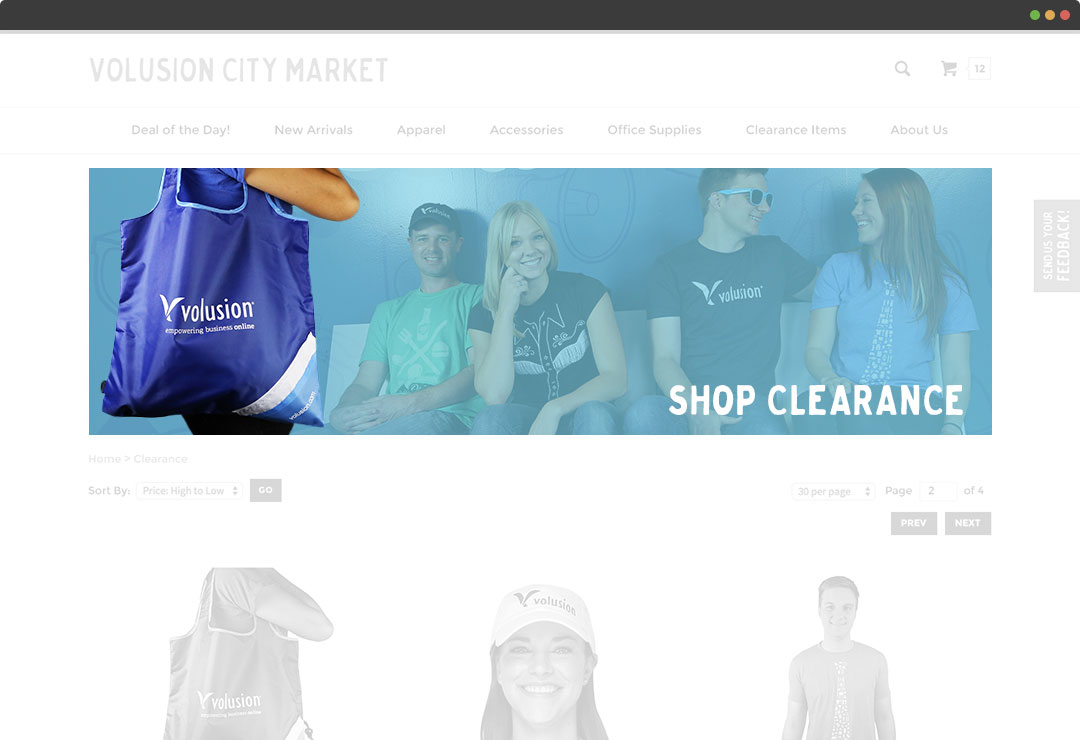 VOLUSION CITY MARKET
12
Deal of the Day! New Arrivals Apparel Accessories Office Supplies Clearance Items About Us
SEND US YOUR
FEEDBACK!
volusion
volusion
volusion
empowering business online
volusion.com
SHOP CLEARANCE
Home > Clearance
Sort By: Price: High to Low GO
30 per page Page 2 of 4
PREV NEXT
volusion
volusion
empowering business online